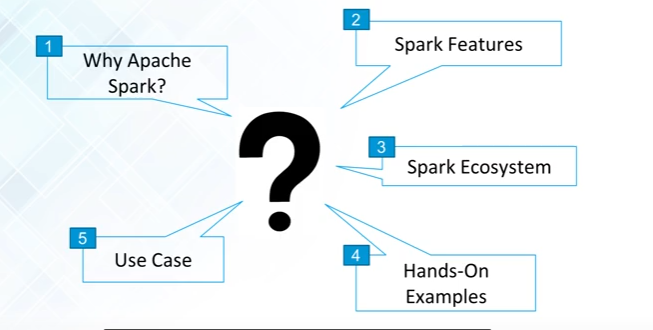 1
Why Apache
Spark?
2
Spark Features
3
Spark Ecosystem
4
Hands-On
Examples
5
Use Case
?